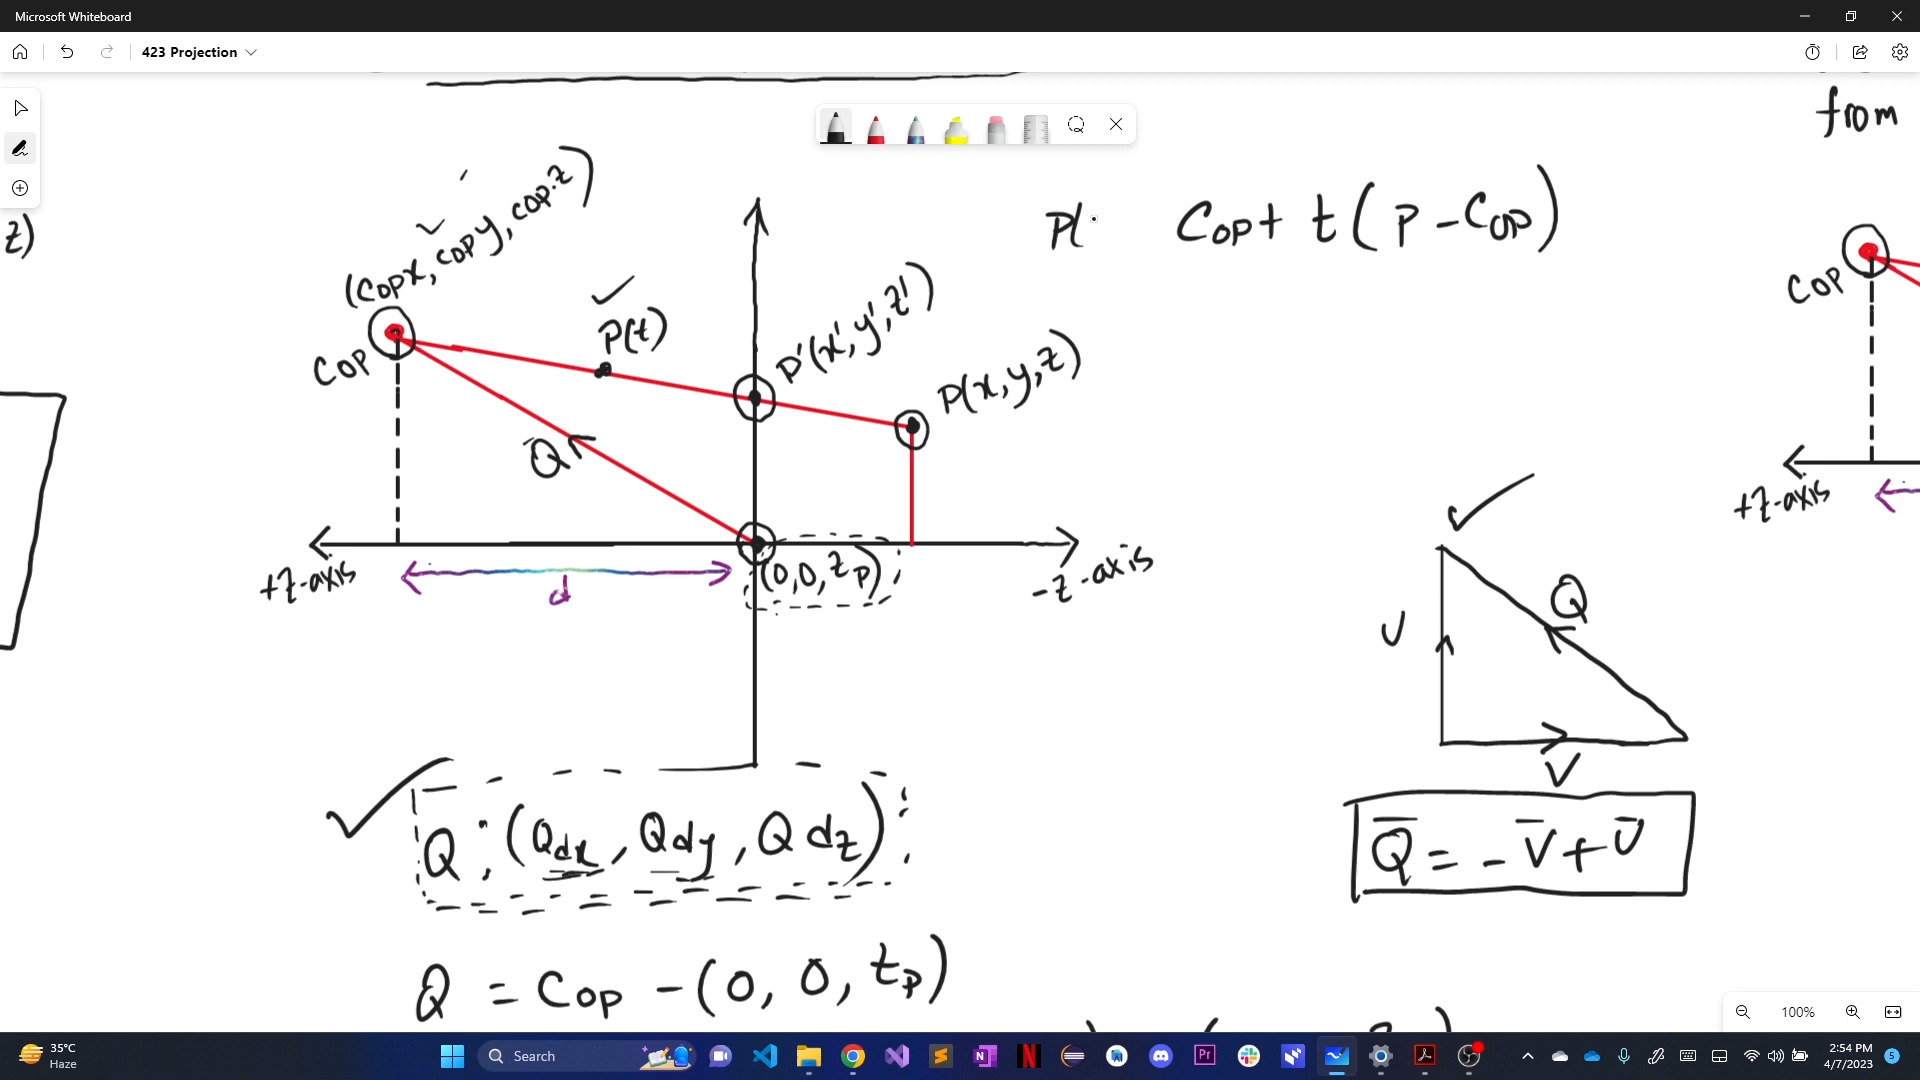 Microsoft Whiteboard
423 Projection
from
z)
(Copx, copy, cop.z)
P( Cop + t(P - Cop)
P(t)
P'(x', y', z')
P(x, y, z)
Cop
Cop
Q
+z-axis
d
(0, 0, zp)
-z-axis
+z-axis
U
Q
V
Q : (Qdx, Qdy, Qdz)
Q̄ = - V̄ + Ū
Q = Cop - (0, 0, zp)
100%
35°C
Haze
Search
2:54 PM
4/7/2023
5